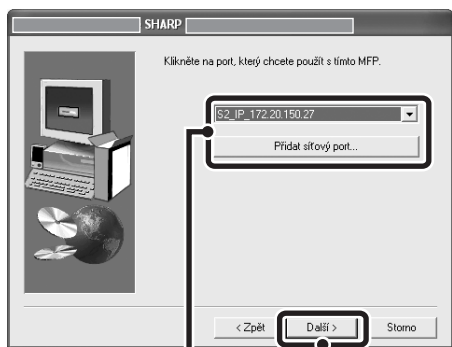 SHARP
Klikněte na port, který chcete použít s tímto MFP.
S2_IP_172.20.150.27
Přidat síťový port...
< Zpět
Další >
Storno